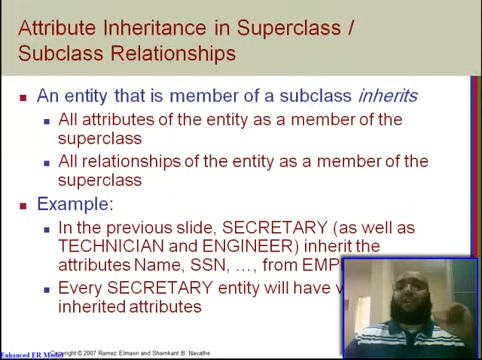 Attribute Inheritance in Superclass /
Subclass Relationships
An entity that is member of a subclass inherits
All attributes of the entity as a member of the
superclass
All relationships of the entity as a member of the
superclass
Example:
In the previous slide, SECRETARY (as well as
TECHNICIAN and ENGINEER) inherit the
attributes Name, SSN, …, from EMP
Every SECRETARY entity will have v
inherited attributes
Enhanced ER Model
Copyright © 2007 Ramez Elmasri and Shamkant B. Navathe